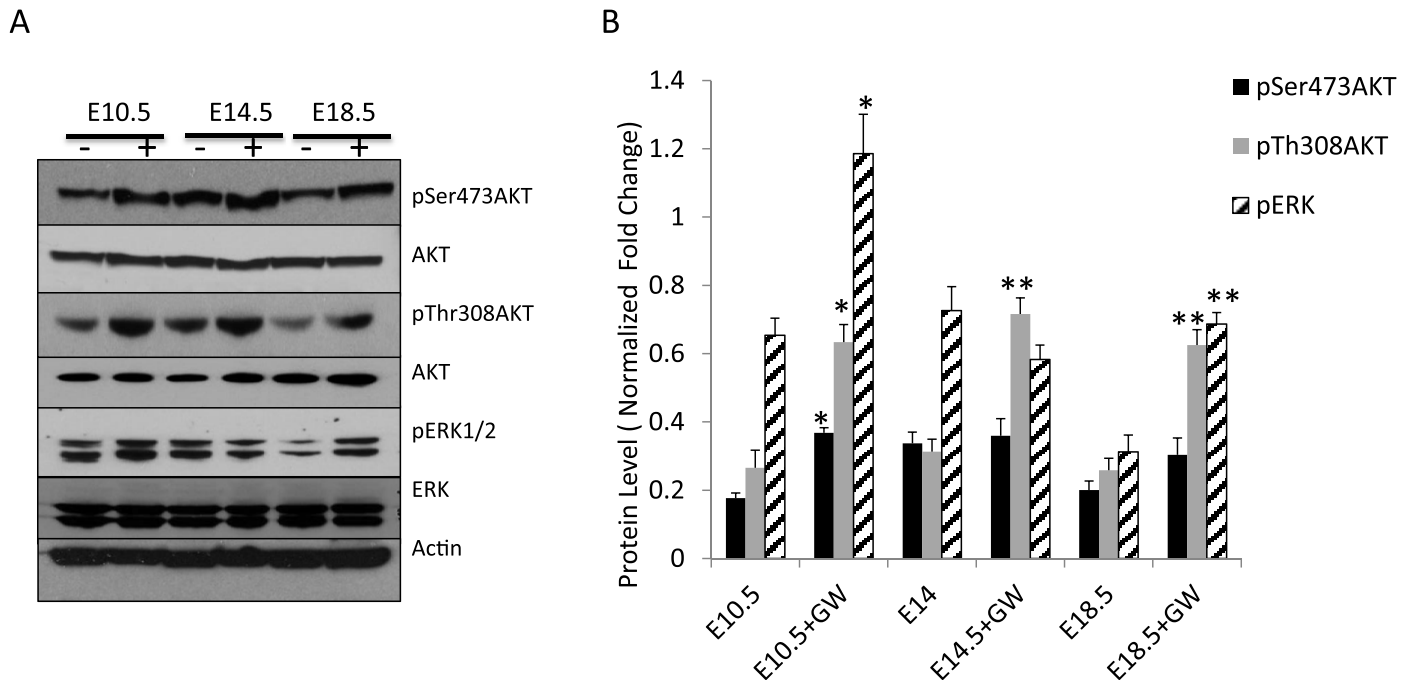 A
E10.5 E14.5 E18.5
- + - + - +
pSer473AKT
AKT
pThr308AKT
AKT
pERK1/2
ERK
Actin
B
Protein Level ( Normalized Fold Change)
1.4
1.2
1
0.8
0.6
0.4
0.2
0
*
*
*
**
**
**
E10.5
E10.5+GW
E14
E14.5+GW
E18.5
E18.5+GW
pSer473AKT
pTh308AKT
pERK